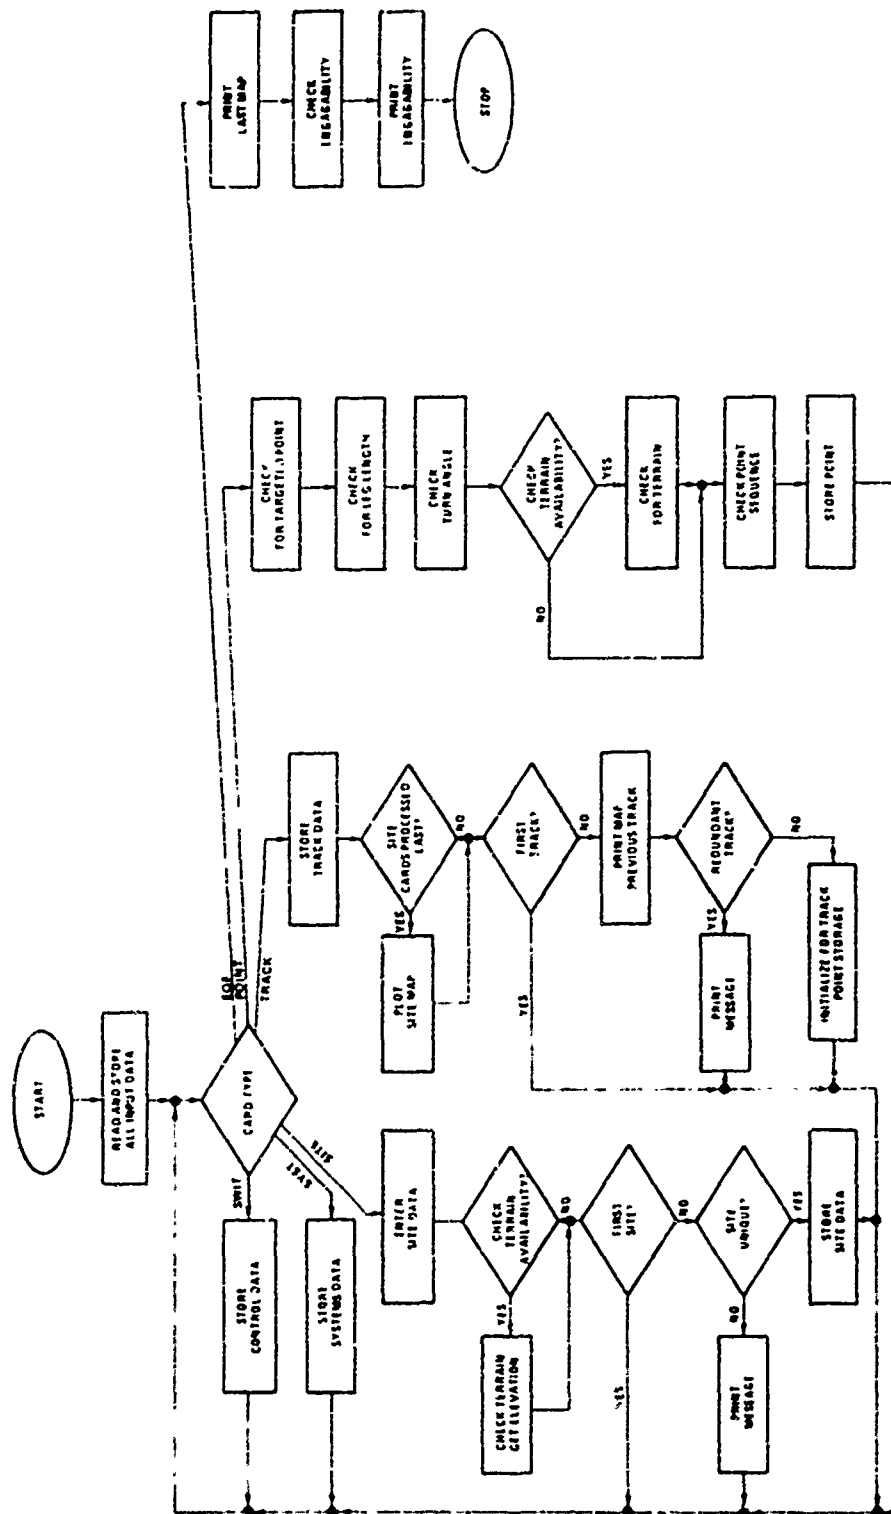 START
READ AND STORE
ALL INPUT DATA
CARD TYPE
SWIT
SYST
SITE
TRACK
POINT
EOF
STORE
CONTROL DATA
STORE
SYSTEMS DATA
ENTER
SITE DATA
CHECK
TERRAIN
AVAILABILITY?
YES
NO
CHECK TERRAIN
GET ELEVATION
FIRST
SITE?
YES
NO
SITE
UNIQUE?
NO
YES
PRINT
MESSAGE
STORE
SITE DATA
STORE
TRACK DATA
SITE
CARDS PROCESSED
LAST?
YES
NO
PLOT
SITE MAP
FIRST
TRACK?
YES
NO
PRINT MAP
PREVIOUS TRACK
REDUNDANT
TRACK?
YES
NO
PRINT
MESSAGE
INITIALIZE FOR TRACK
POINT STORAGE
CHECK
FOR TARGETED POINT
CHECK
FOR LEG LENGTH
CHECK
TURN ANGLE
CHECK
TERRAIN
AVAILABILITY?
NO
YES
CHECK
FOR TERRAIN
CHECK POINT
SEQUENCE
STORE POINT
PRINT
LAST MAP
CHECK
ENGAGABILITY
PRINT
ENGAGABILITY
STOP